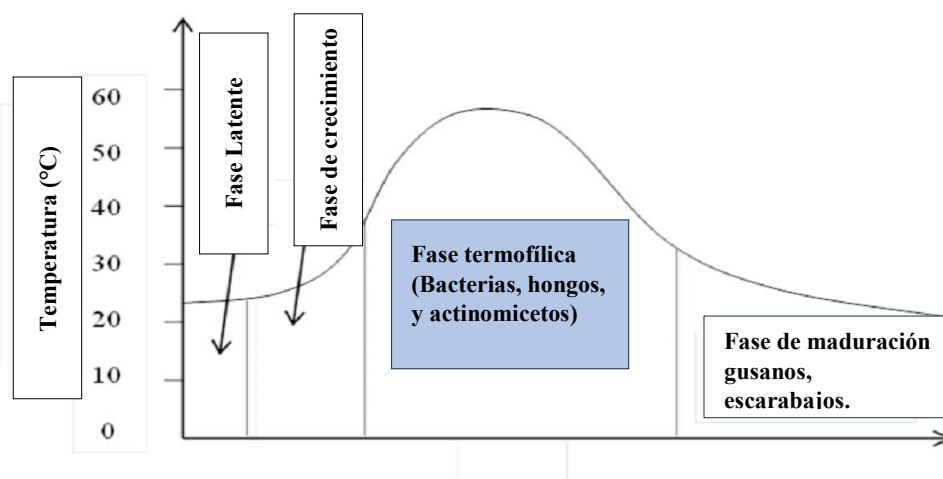 Temperatura (°C)
60
50
40
30
20
10
0
Fase Latente
Fase de crecimiento
Fase termofílica
(Bacterias, hongos,
y actinomicetos)
Fase de maduración
gusanos,
escarabajos.